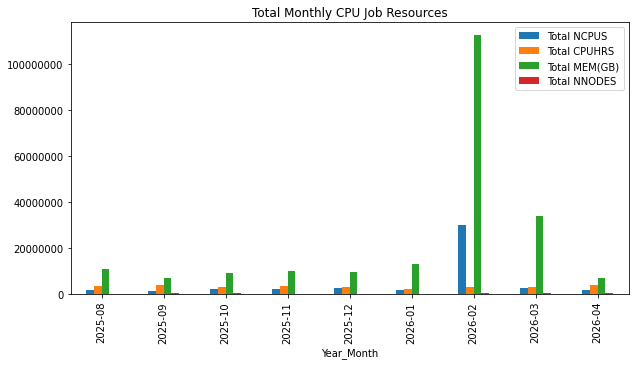 Total Monthly CPU Job Resources
Total NCPUS
Total CPUHRS
Total MEM(GB)
Total NNODES
100000000
80000000
60000000
40000000
20000000
0
2025-08
2025-09
2025-10
2025-11
2025-12
2026-01
2026-02
2026-03
2026-04
Year_Month